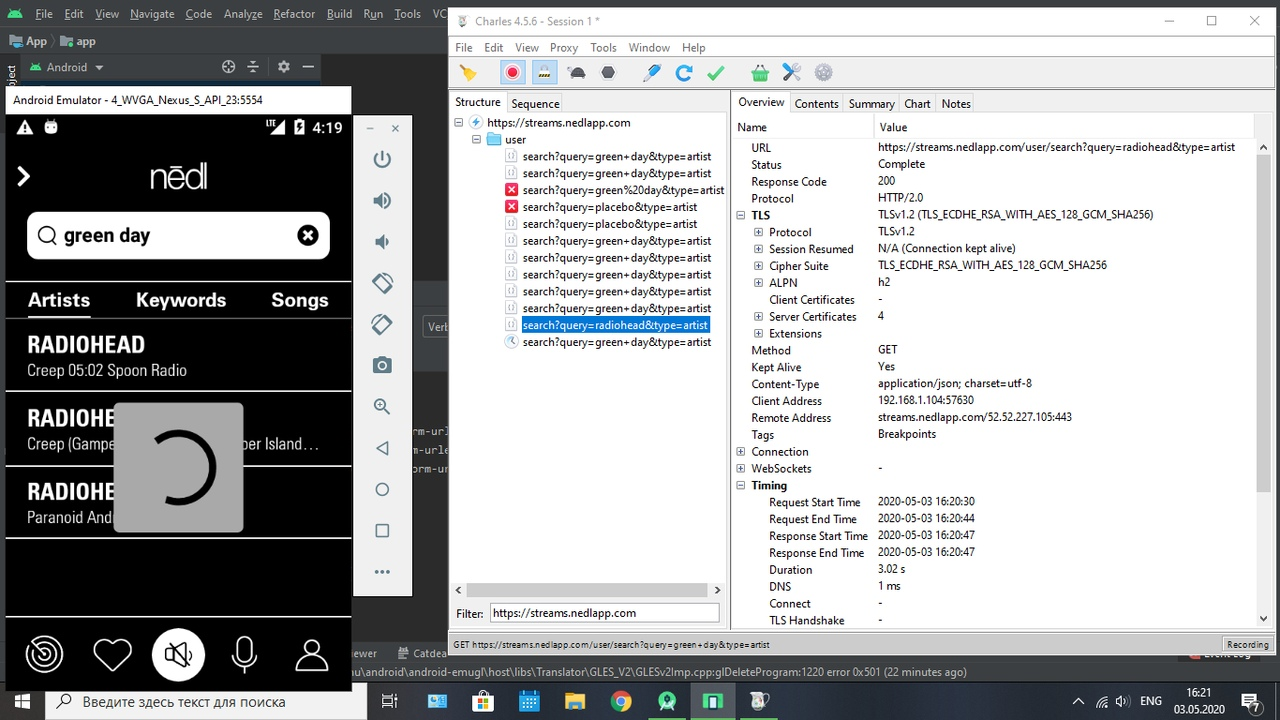 File Edit View Navigate Code Analyze Refactor Build Run Tools VC
App app
Android
Android Emulator - 4_WVGA_Nexus_S_API_23:5554
LTE 4:19
nēdl
green day
Artists Keywords Songs
RADIOHEAD
Creep 05:02 Spoon Radio
RADIOHE
Creep (Gampe per Island…
RADIOHE
Paranoid And
Charles 4.5.6 - Session 1 *
File Edit View Proxy Tools Window Help
Structure Sequence
https://streams.nedlapp.com
user
search?query=green+day&type=artist
search?query=green+day&type=artist
search?query=green%20day&type=artist
search?query=placebo&type=artist
search?query=placebo&type=artist
search?query=green+day&type=artist
search?query=green+day&type=artist
search?query=green+day&type=artist
search?query=green+day&type=artist
search?query=green+day&type=artist
search?query=radiohead&type=artist
search?query=green+day&type=artist
Filter: https://streams.nedlapp.com
Overview Contents Summary Chart Notes
Name Value
URL https://streams.nedlapp.com/user/search?query=radiohead&type=artist
Status Complete
Response Code 200
Protocol HTTP/2.0
TLS TLSv1.2 (TLS_ECDHE_RSA_WITH_AES_128_GCM_SHA256)
Protocol TLSv1.2
Session Resumed N/A (Connection kept alive)
Cipher Suite TLS_ECDHE_RSA_WITH_AES_128_GCM_SHA256
ALPN h2
Client Certificates -
Server Certificates 4
Extensions
Method GET
Kept Alive Yes
Content-Type application/json; charset=utf-8
Client Address 192.168.1.104:57630
Remote Address streams.nedlapp.com/52.52.227.105:443
Tags Breakpoints
Connection
WebSockets -
Timing
Request Start Time 2020-05-03 16:20:30
Request End Time 2020-05-03 16:20:44
Response Start Time 2020-05-03 16:20:47
Response End Time 2020-05-03 16:20:47
Duration 3.02 s
DNS 1 ms
Connect -
TLS Handshake -
GET https://streams.nedlapp.com/user/search?query=green+day&type=artist Recording
Verb
orm-urle
orm-urle
orm-urle
ewer Catdea Event Log
nu\android\android-emugl\host\libs\Translator\GLES_V2\GLESv2Imp.cpp:glDeleteProgram:1220 error 0x501 (22 minutes ago)
Введите здесь текст для поиска
ENG 16:21
03.05.2020 7